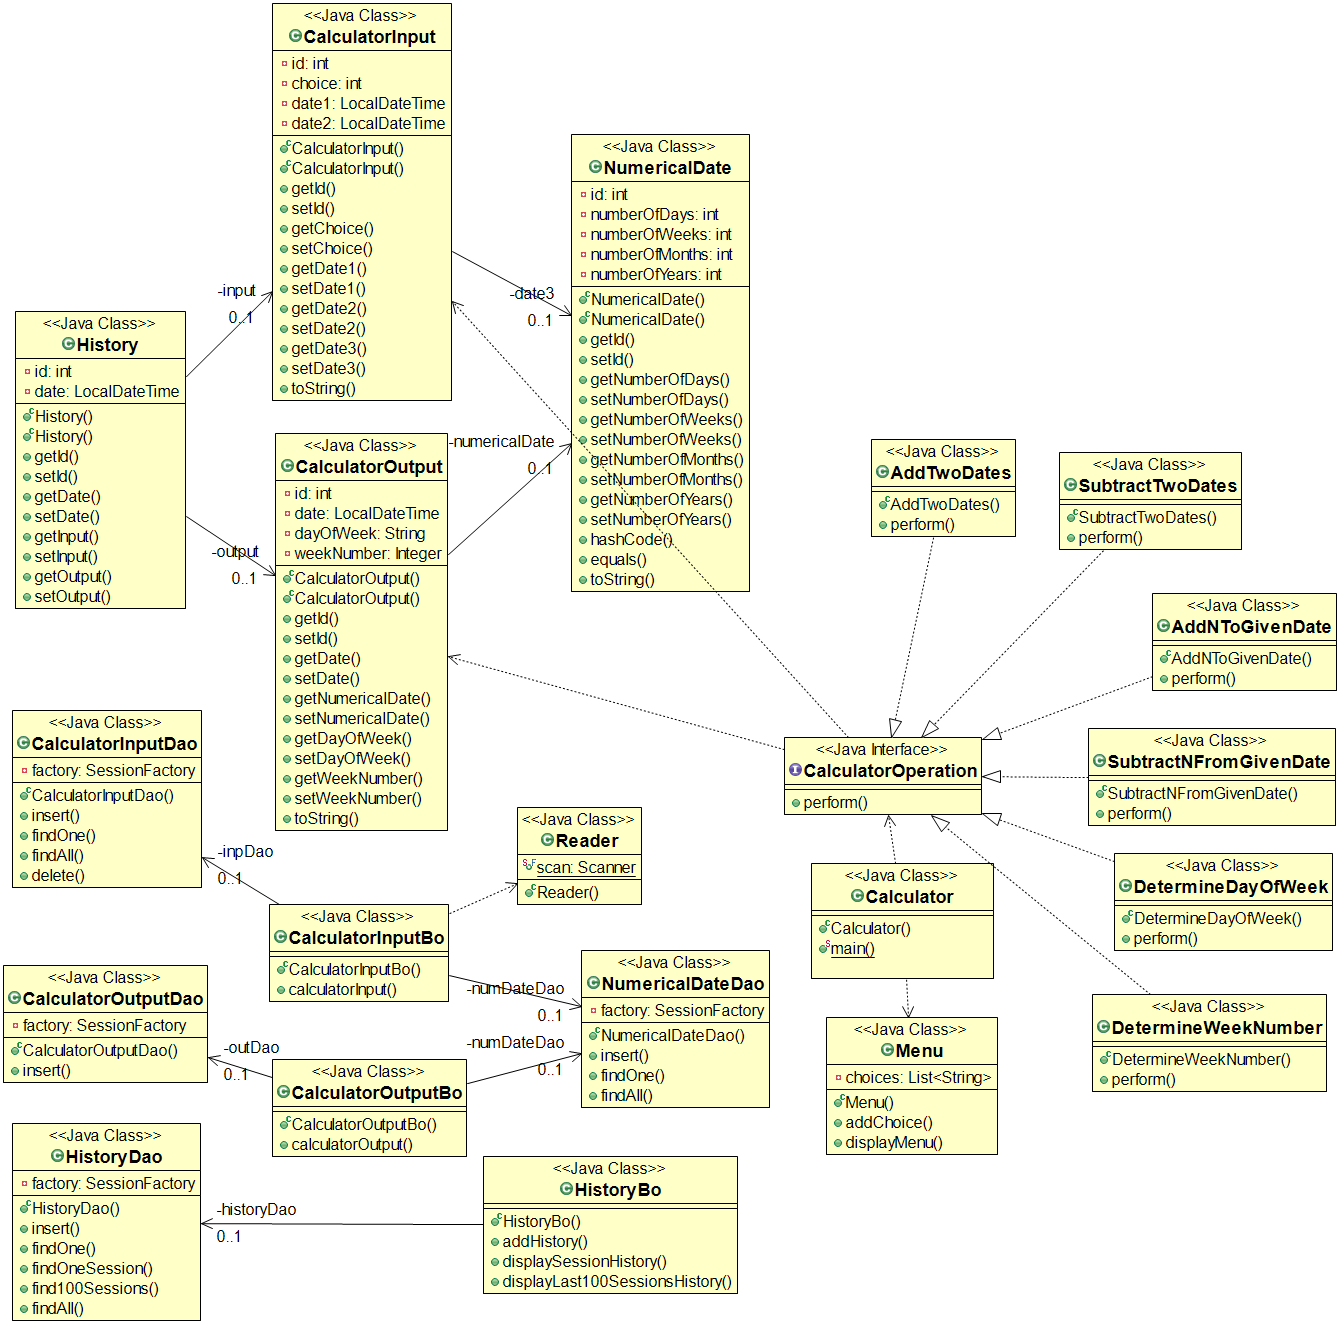 <<Java Class>>
CalculatorInput
id: int
choice: int
date1: LocalDateTime
date2: LocalDateTime
CalculatorInput()
CalculatorInput()
getId()
setId()
getChoice()
setChoice()
getDate1()
setDate1()
getDate2()
setDate2()
getDate3()
setDate3()
toString()
<<Java Class>>
NumericalDate
id: int
numberOfDays: int
numberOfWeeks: int
numberOfMonths: int
numberOfYears: int
NumericalDate()
NumericalDate()
getId()
setId()
getNumberOfDays()
setNumberOfDays()
getNumberOfWeeks()
setNumberOfWeeks()
getNumberOfMonths()
setNumberOfMonths()
getNumberOfYears()
setNumberOfYears()
hashCode()
equals()
toString()
-input
0..1
-date3
0..1
<<Java Class>>
History
id: int
date: LocalDateTime
History()
History()
getId()
setId()
getDate()
setDate()
getInput()
setInput()
getOutput()
setOutput()
-output
0..1
<<Java Class>>
CalculatorOutput
id: int
date: LocalDateTime
dayOfWeek: String
weekNumber: Integer
CalculatorOutput()
CalculatorOutput()
getId()
setId()
getDate()
setDate()
getNumericalDate()
setNumericalDate()
getDayOfWeek()
setDayOfWeek()
getWeekNumber()
setWeekNumber()
toString()
-numericalDate
0..1
<<Java Class>>
AddTwoDates
AddTwoDates()
perform()
<<Java Class>>
SubtractTwoDates
SubtractTwoDates()
perform()
<<Java Class>>
AddNToGivenDate
AddNToGivenDate()
perform()
<<Java Interface>>
CalculatorOperation
perform()
<<Java Class>>
SubtractNFromGivenDate
SubtractNFromGivenDate()
perform()
<<Java Class>>
DetermineDayOfWeek
DetermineDayOfWeek()
perform()
<<Java Class>>
DetermineWeekNumber
DetermineWeekNumber()
perform()
<<Java Class>>
Calculator
Calculator()
main()
<<Java Class>>
Menu
choices: List<String>
Menu()
addChoice()
displayMenu()
<<Java Class>>
CalculatorInputDao
factory: SessionFactory
CalculatorInputDao()
insert()
findOne()
findAll()
delete()
-inpDao
0..1
<<Java Class>>
Reader
scan: Scanner
Reader()
<<Java Class>>
CalculatorInputBo
CalculatorInputBo()
calculatorInput()
-numDateDao
0..1
<<Java Class>>
NumericalDateDao
factory: SessionFactory
NumericalDateDao()
insert()
findOne()
findAll()
<<Java Class>>
CalculatorOutputDao
factory: SessionFactory
CalculatorOutputDao()
insert()
-outDao
0..1
-numDateDao
0..1
<<Java Class>>
CalculatorOutputBo
CalculatorOutputBo()
calculatorOutput()
<<Java Class>>
HistoryDao
factory: SessionFactory
HistoryDao()
insert()
findOne()
findOneSession()
find100Sessions()
findAll()
-historyDao
0..1
<<Java Class>>
HistoryBo
HistoryBo()
addHistory()
displaySessionHistory()
displayLast100SessionsHistory()